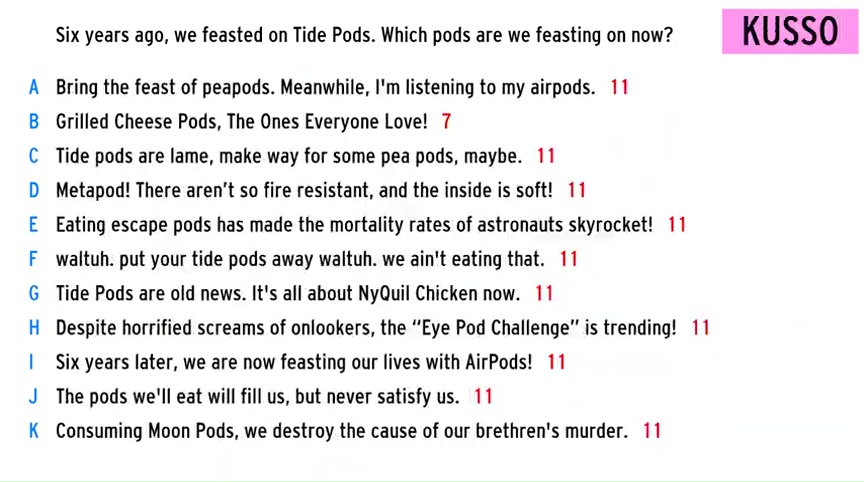 Six years ago, we feasted on Tide Pods. Which pods are we feasting on now?
KUSSO
A Bring the feast of peapods. Meanwhile, I'm listening to my airpods. 11
B Grilled Cheese Pods, The Ones Everyone Love! 7
C Tide pods are lame, make way for some pea pods, maybe. 11
D Metapod! There aren't so fire resistant, and the inside is soft! 11
E Eating escape pods has made the mortality rates of astronauts skyrocket! 11
F waltuh. put your tide pods away waltuh. we ain't eating that. 11
G Tide Pods are old news. It's all about NyQuil Chicken now. 11
H Despite horrified screams of onlookers, the “Eye Pod Challenge” is trending! 11
I Six years later, we are now feasting our lives with AirPods! 11
J The pods we'll eat will fill us, but never satisfy us. 11
K Consuming Moon Pods, we destroy the cause of our brethren's murder. 11